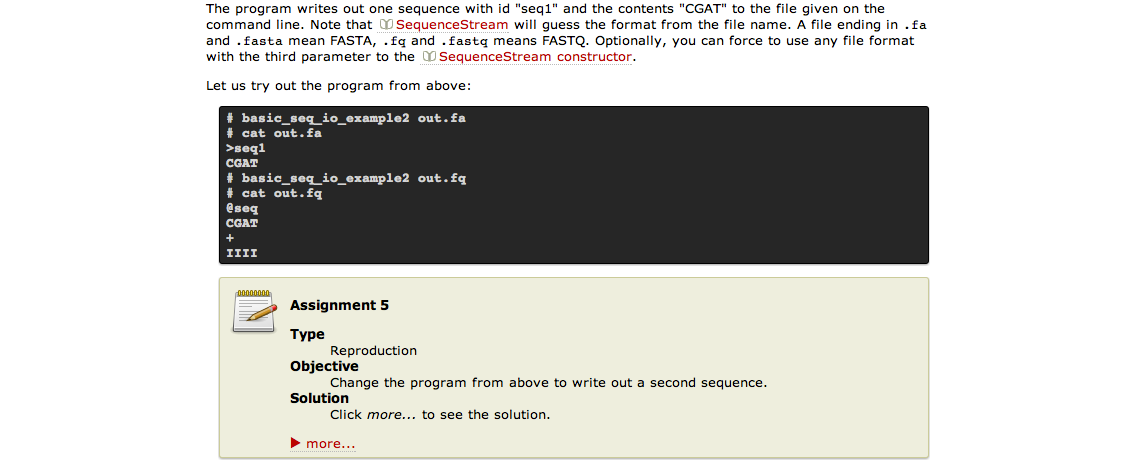 The program writes out one sequence with id "seq1" and the contents "CGAT" to the file given on the
command line. Note that SequenceStream will guess the format from the file name. A file ending in .fa
and .fasta mean FASTA, .fq and .fastq means FASTQ. Optionally, you can force to use any file format
with the third parameter to the SequenceStream constructor.
Let us try out the program from above:
# basic_seq_io_example2 out.fa
# cat out.fa
>seq1
CGAT
# basic_seq_io_example2 out.fq
# cat out.fq
@seq
CGAT
+
IIII
Assignment 5
Type
Reproduction
Objective
Change the program from above to write out a second sequence.
Solution
Click more... to see the solution.
▶ more...